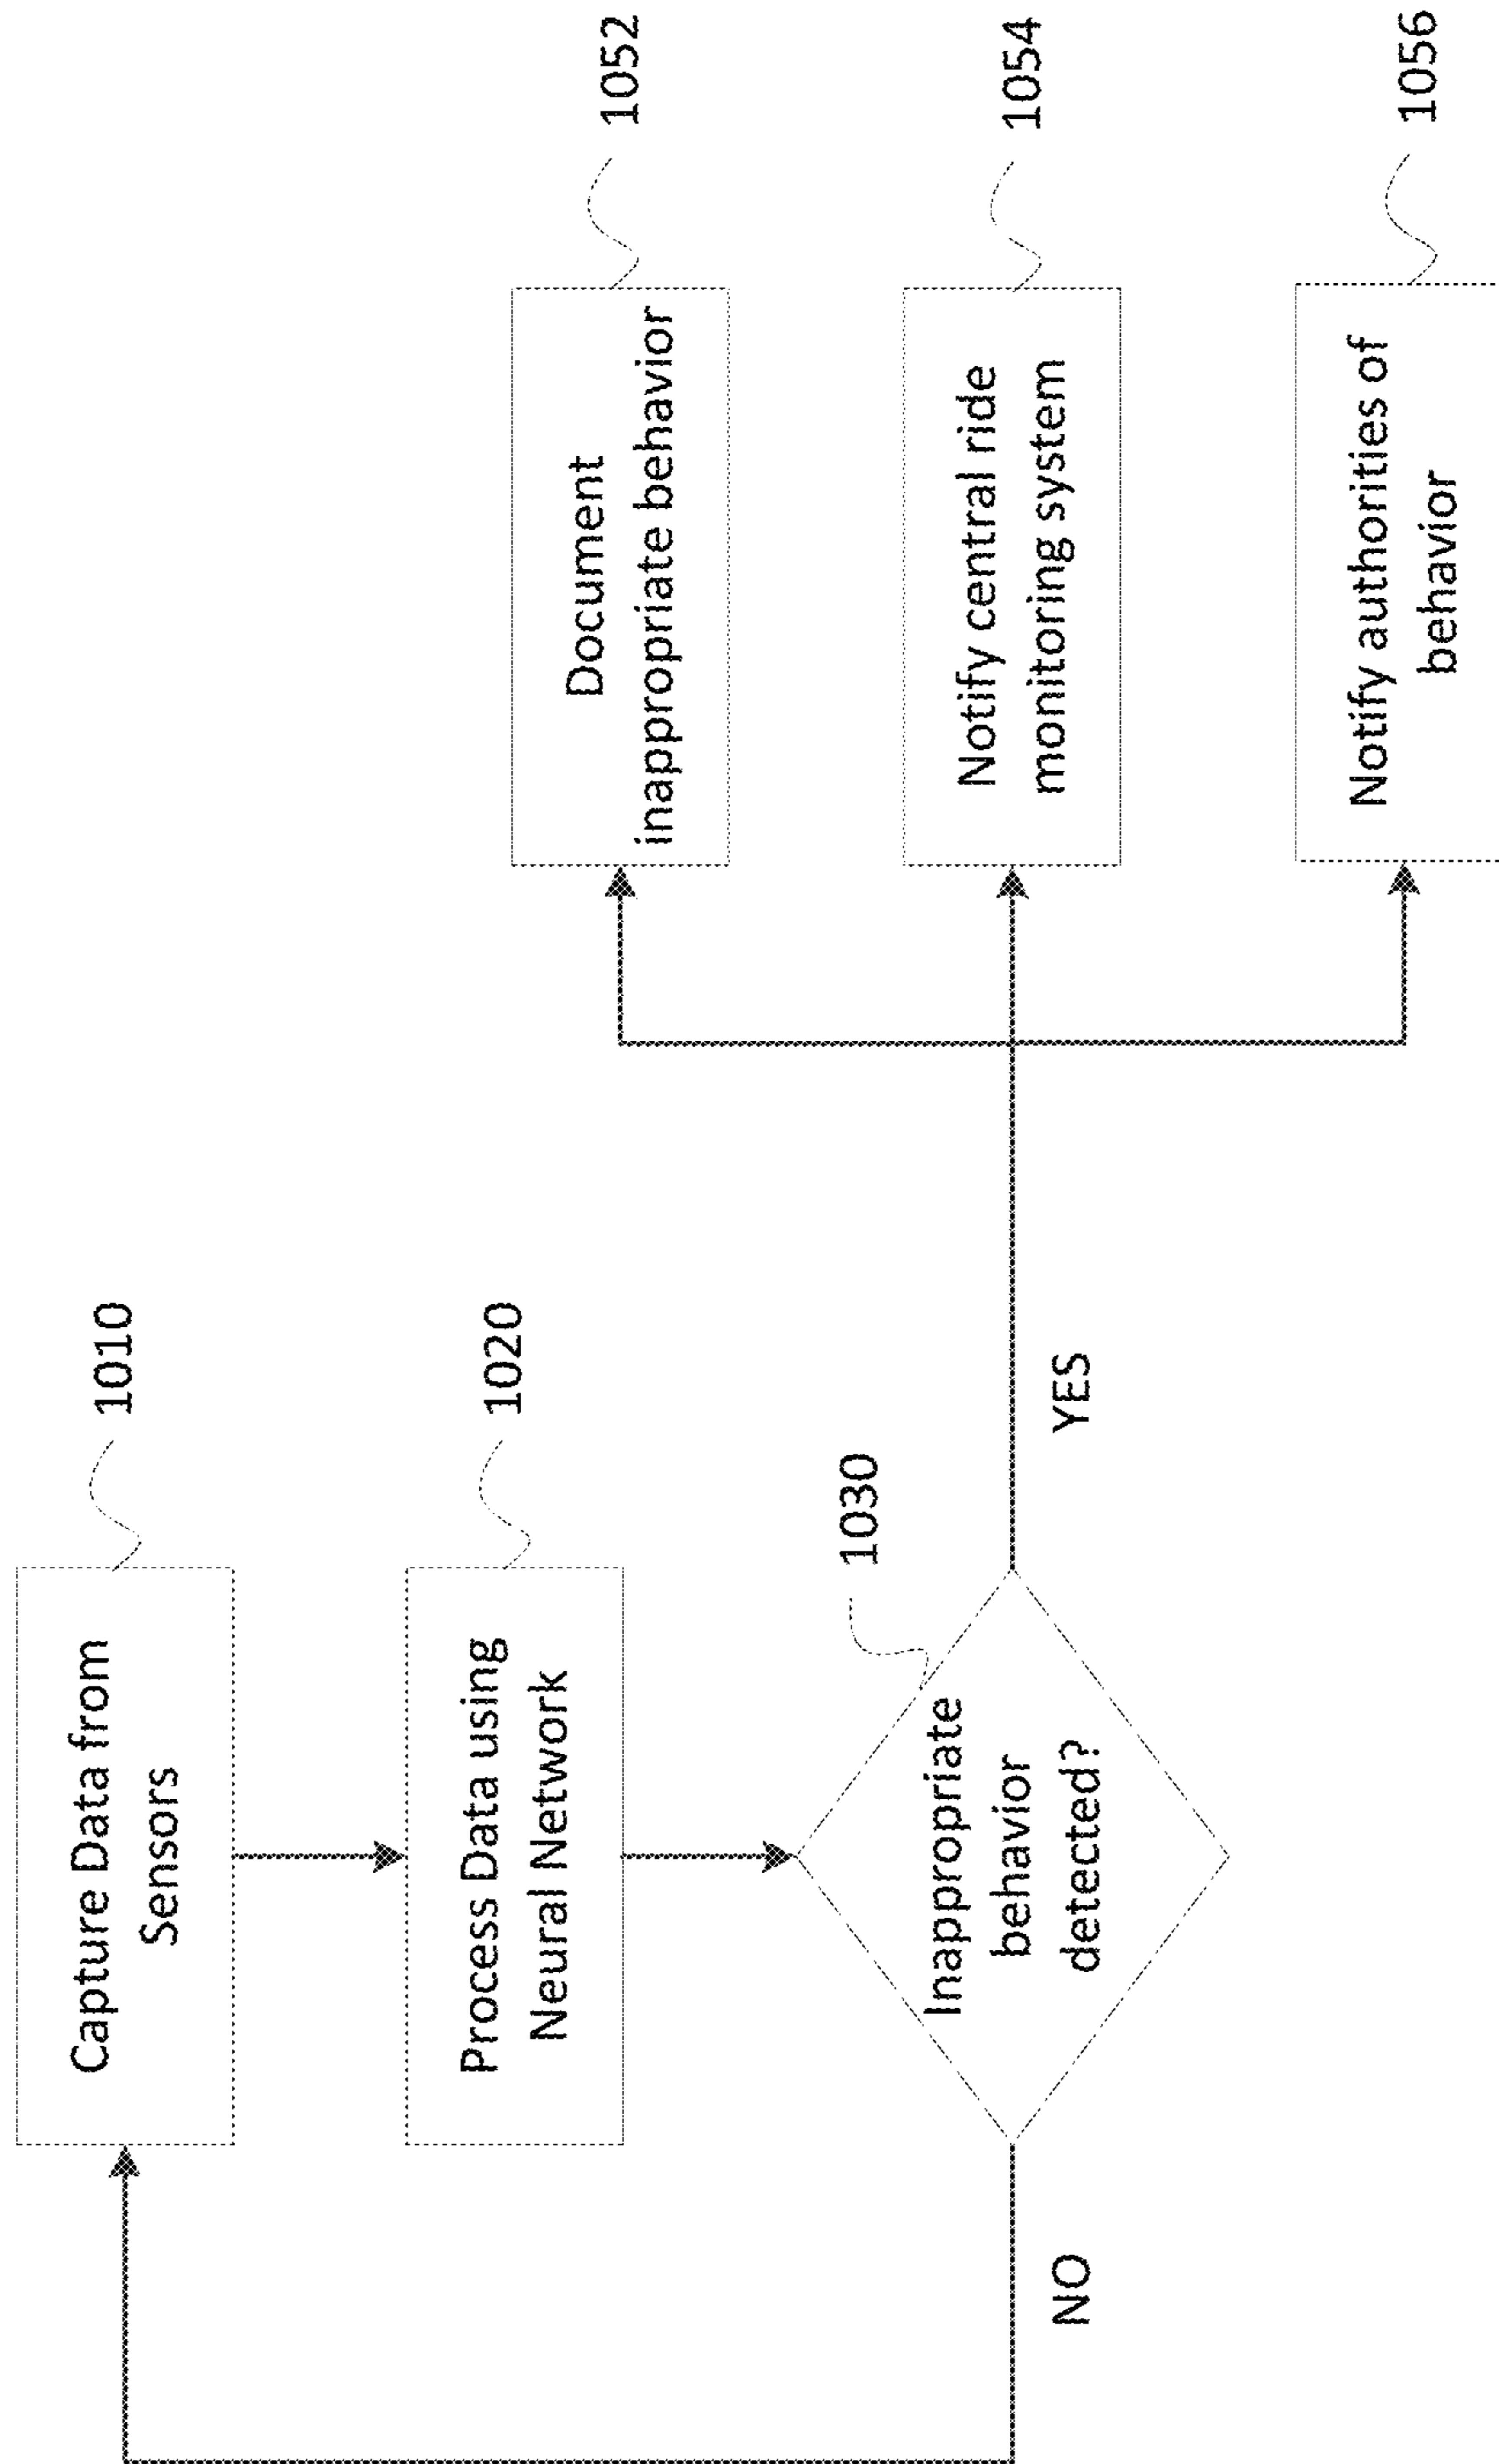 Capture Data from
Sensors
1010
Process Data using
Neural Network
1020
Inappropriate
behavior
detected?
1030
NO
YES
Document
inappropriate behavior
1052
Notify central ride
monitoring system
1054
Notify authorities of
behavior
1056